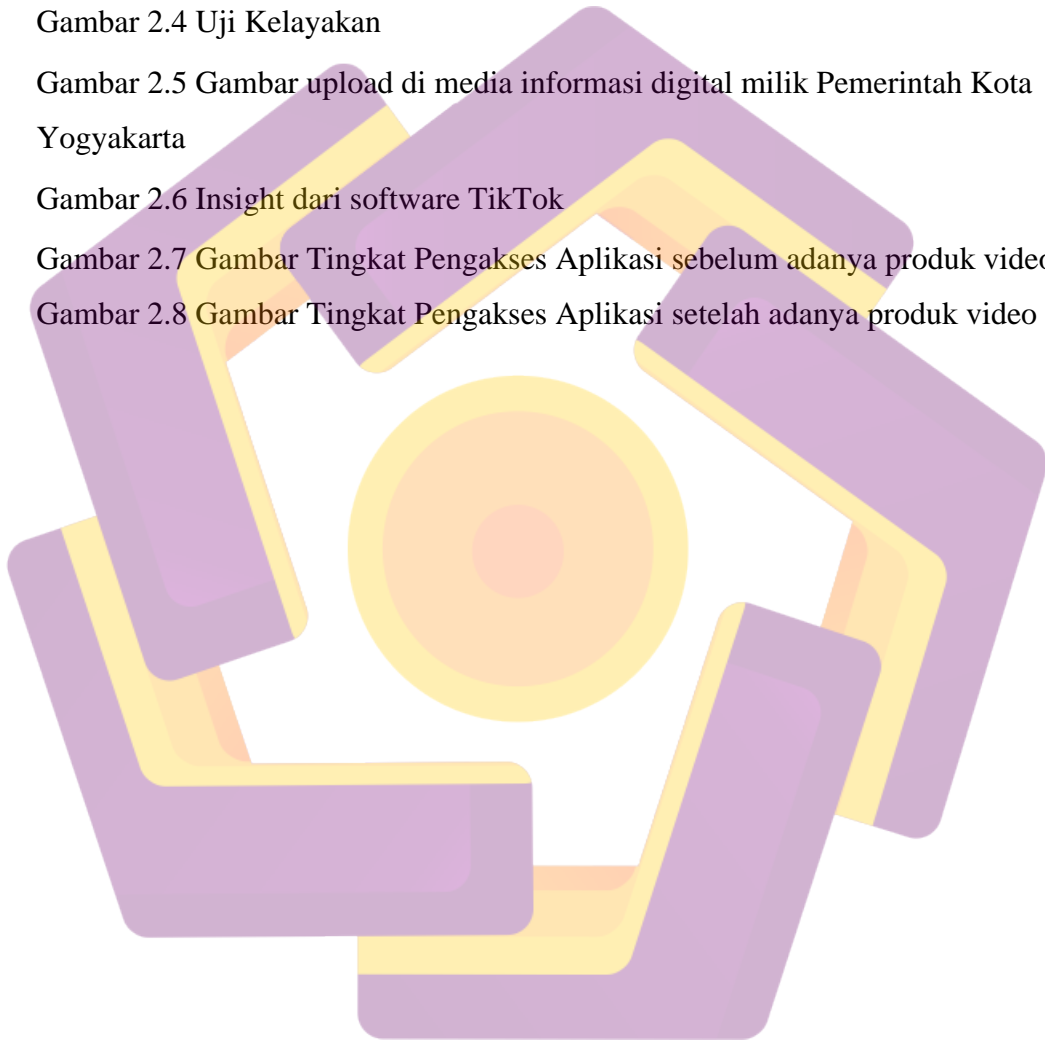 Gambar 2.4 Uji Kelayakan
Gambar 2.5 Gambar upload di media informasi digital milik Pemerintah Kota
Yogyakarta
Gambar 2.6 Insight dari software TikTok
Gambar 2.7 Gambar Tingkat Pengakses Aplikasi sebelum adanya produk video
Gambar 2.8 Gambar Tingkat Pengakses Aplikasi setelah adanya produk video